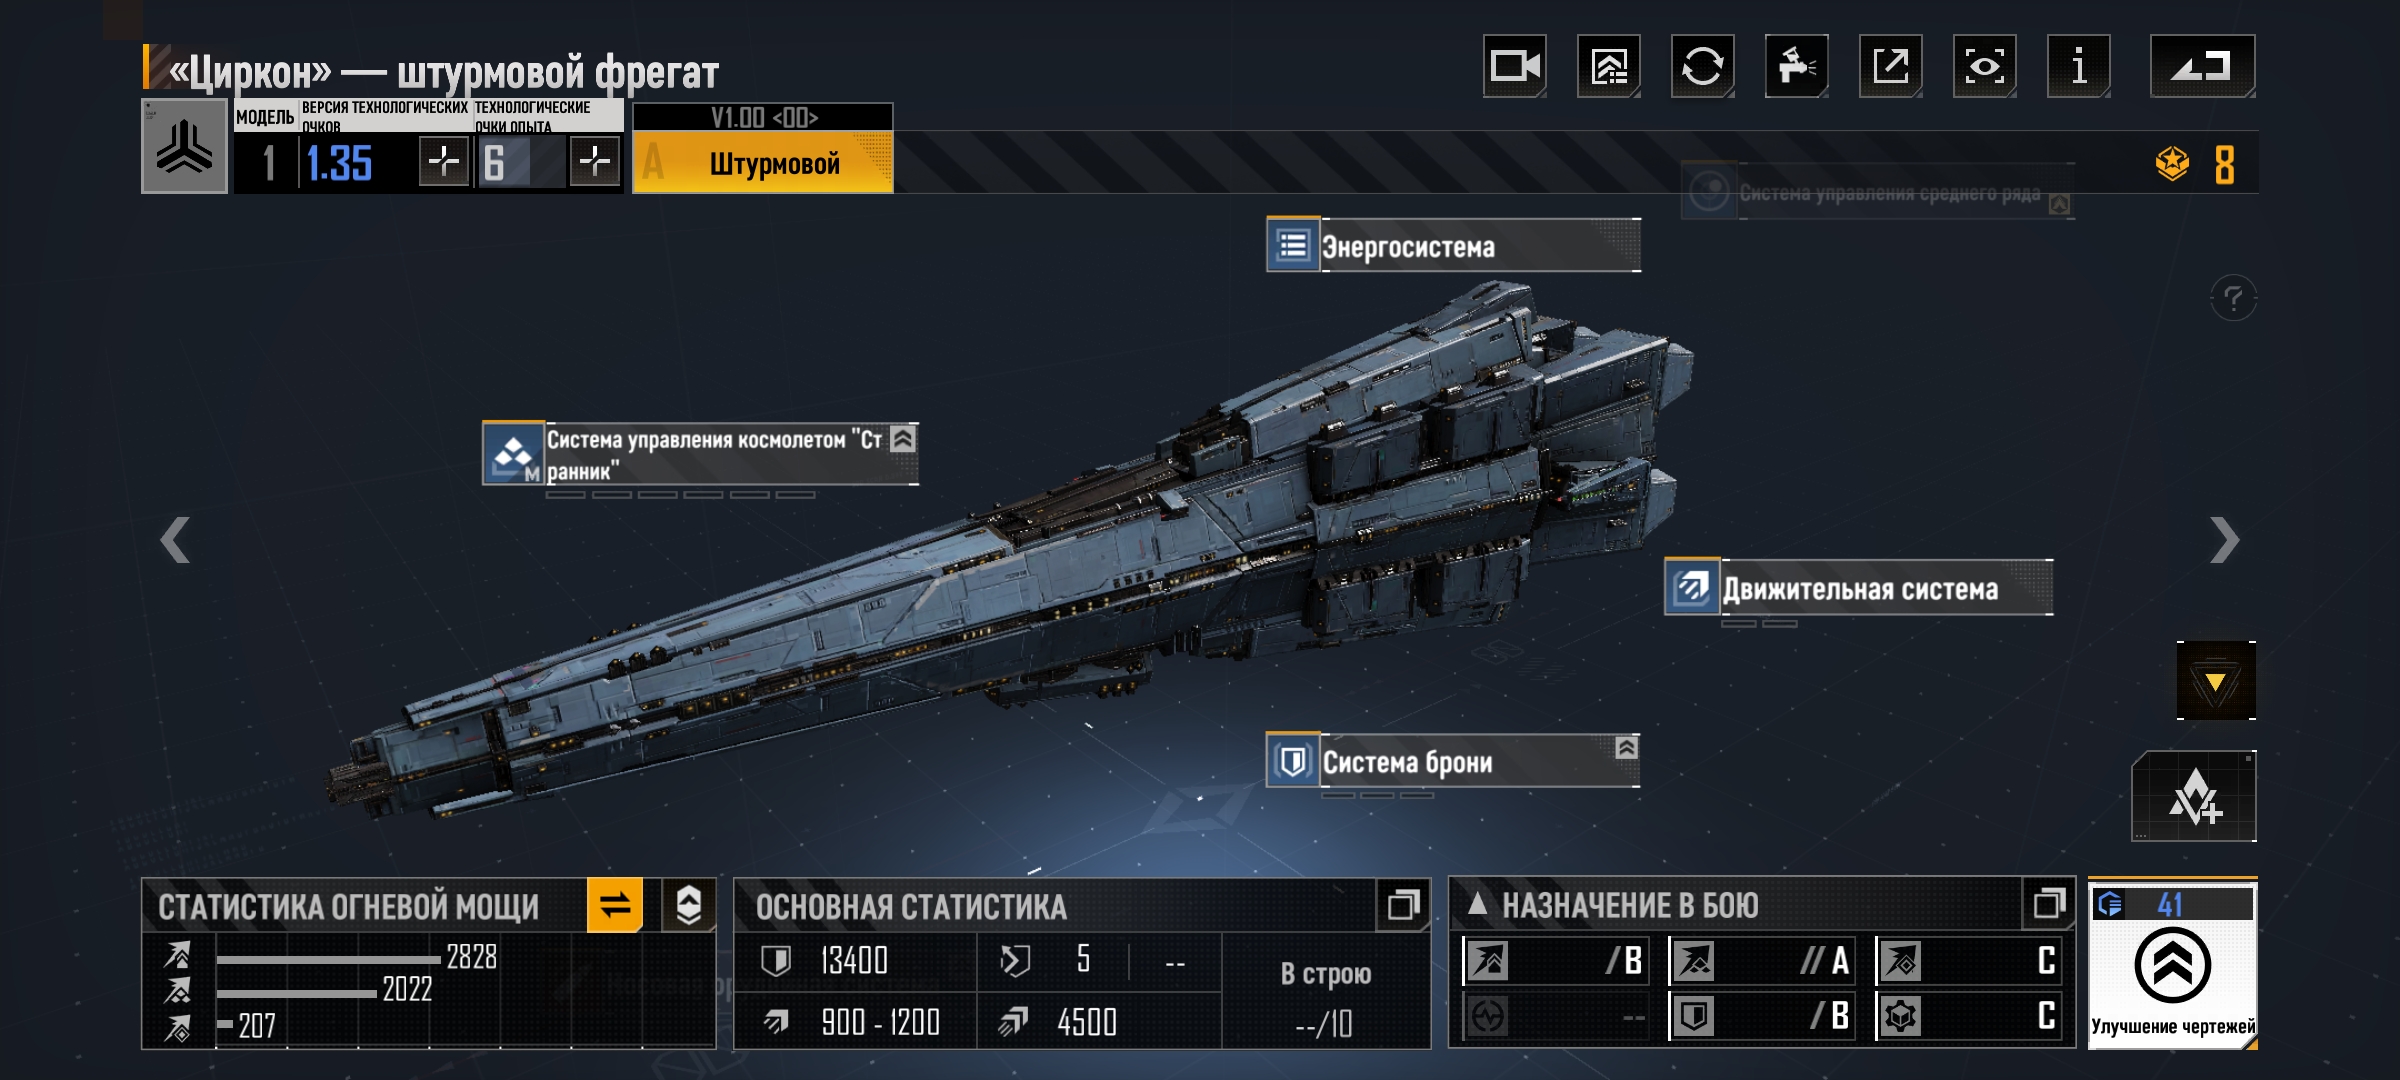 «Циркон» — штурмовой фрегат
МОДЕЛЬ
ВЕРСИЯ ТЕХНОЛОГИЧЕСКИХ
ОЧКОВ
ТЕХНОЛОГИЧЕСКИЕ
ОЧКИ ОПЫТА
1
1.35
6
V1.00 <00>
A
Штурмовой
8
Система управления среднего ряда
Энергосистема
Система управления космолетом "Ст
ранник"
M
Движительная система
Система брони
СТАТИСТИКА ОГНЕВОЙ МОЩИ
2828
2022
207
ОСНОВНАЯ СТАТИСТИКА
13400
5
--
900 - 1200
4500
В строю
--/10
НАЗНАЧЕНИЕ В БОЮ
/ B
// A
C
--
/ B
C
41
Улучшение чертежей